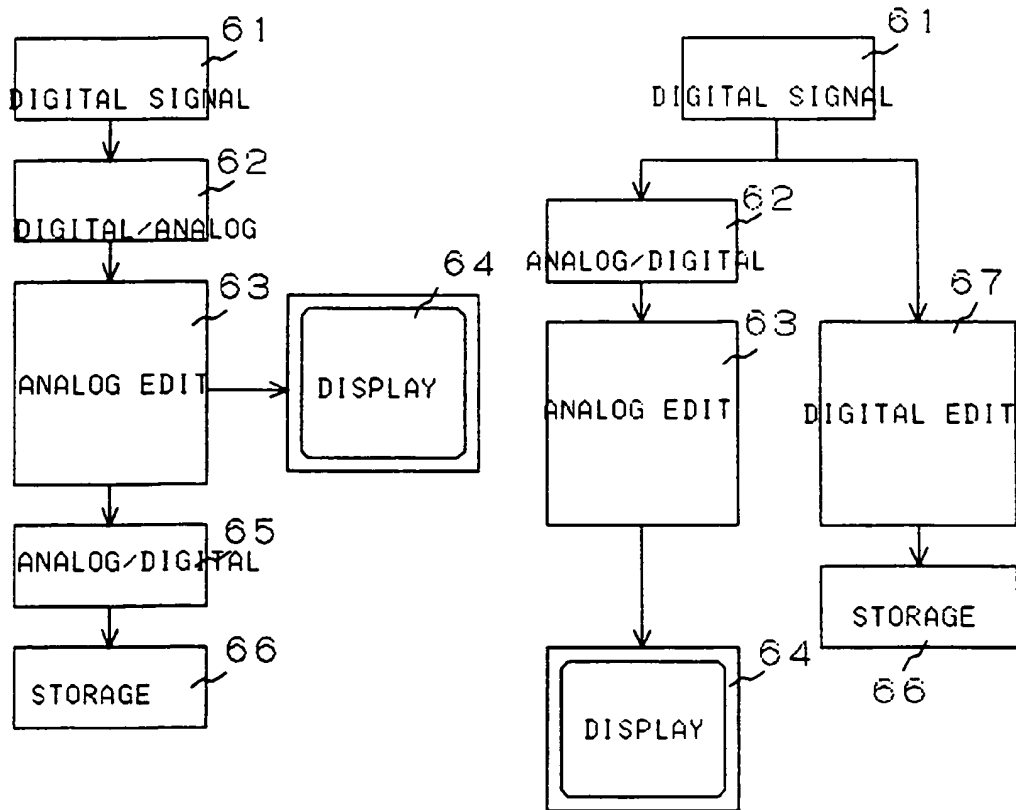 61
DIGITAL SIGNAL
62
DIGITAL/ANALOG
63
ANALOG EDIT
64
DISPLAY
65
ANALOG/DIGITAL
66
STORAGE
61
DIGITAL SIGNAL
62
ANALOG/DIGITAL
63
ANALOG EDIT
67
DIGITAL EDIT
STORAGE
66
64
DISPLAY